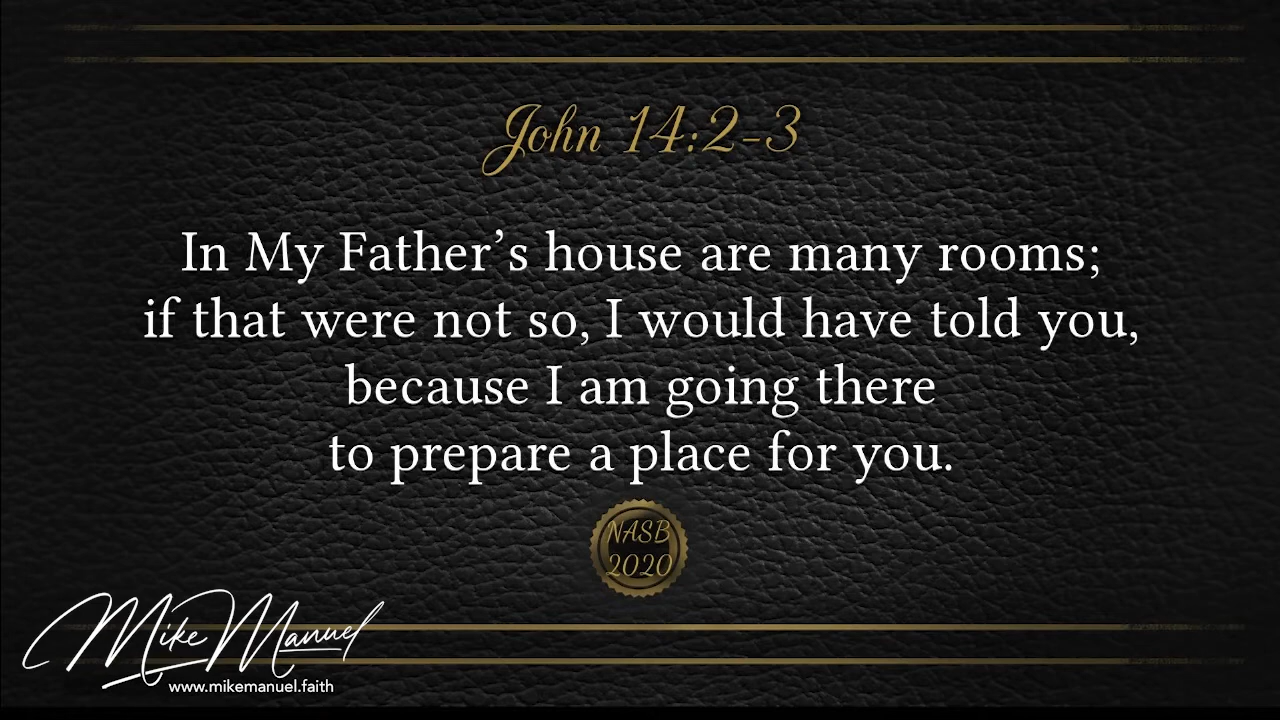 John 14:2-3
In My Father’s house are many rooms;
if that were not so, I would have told you,
because I am going there
to prepare a place for you.
NASB
2020
Mike Manuel
www.mikemanuel.faith